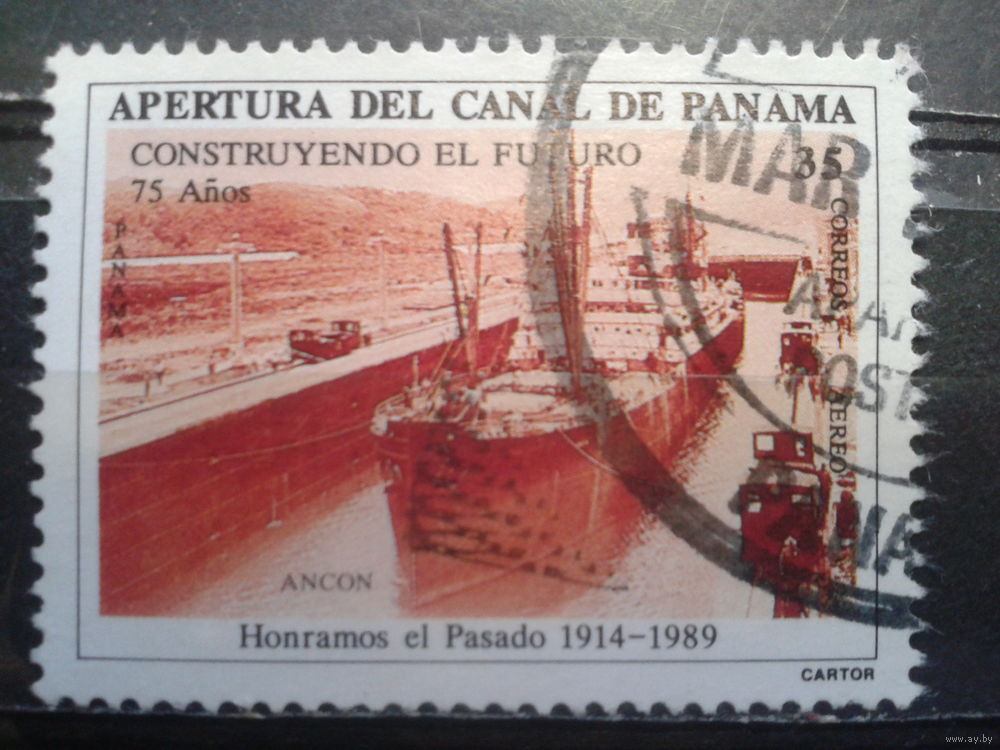 APERTURA DEL CANAL DE PANAMA
CONSTRUYENDO EL FUTURO
35
75 Años
PANAMA
CORREOS AEREO
MAR
ANCON
Honramos el Pasado 1914-1989
CARTOR
www.ay.by